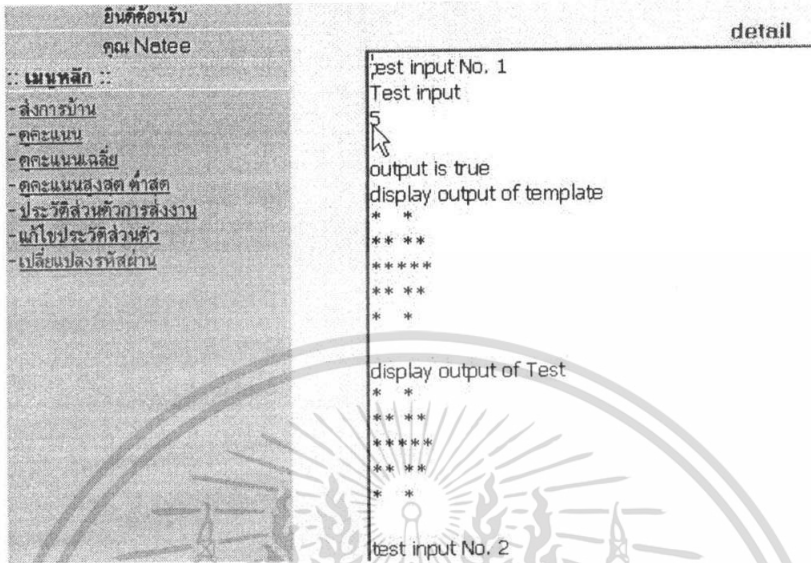 ยินดีต้อนรับ
คุณ Natee
:: เมนูหลัก ::
- ส่งการบ้าน
- ดูคะแนน
- ดูคะแนนเฉลี่ย
- ดูคะแนนสูงสุด ต่ำสุด
- ประวัติส่วนตัวการส่งงาน
- แก้ไขประวัติส่วนตัว
- เปลี่ยแปลงรหัสผ่าน
detail
test input No. 1
Test input
5
output is true
display output of template
*   *
** **
*****
** **
*   *
display output of Test
*   *
** **
*****
** **
*   *
test input No. 2